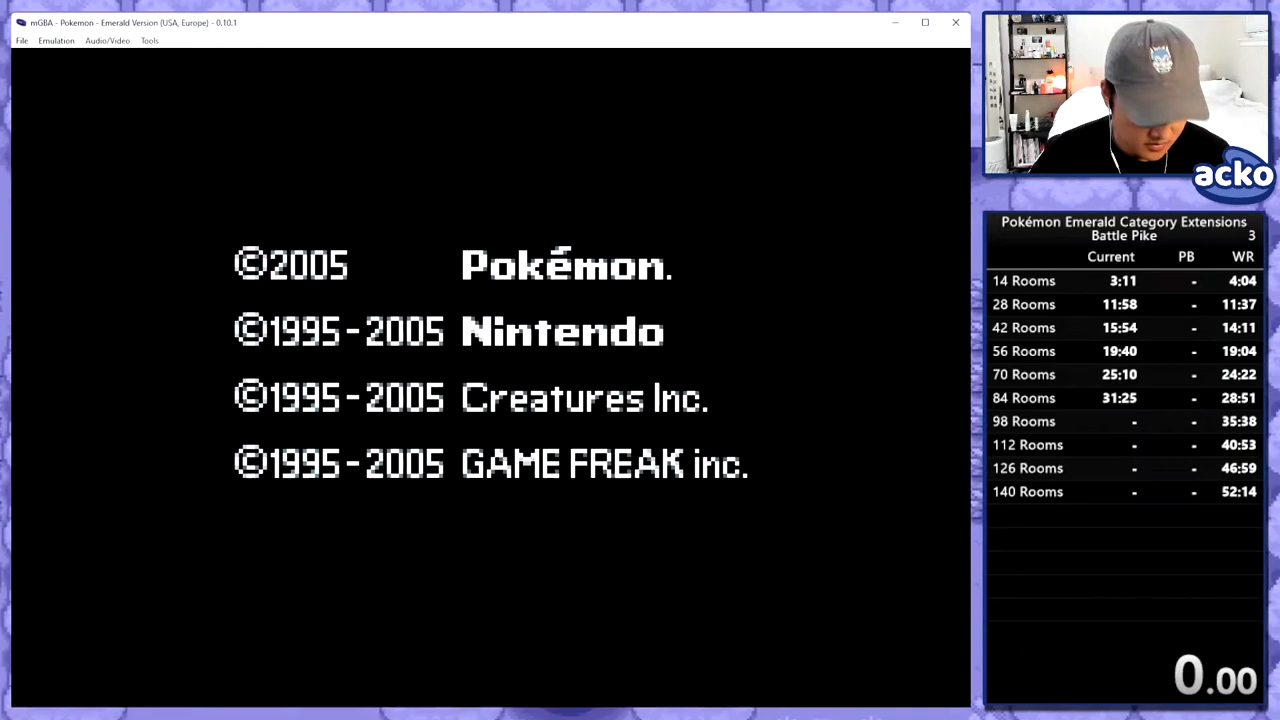 mGBA - Pokemon - Emerald Version (USA, Europe) - 0.10.1
File Emulation Audio/Video Tools
©2005 Pokémon.
©1995-2005 Nintendo
©1995-2005 Creatures Inc.
©1995-2005 GAME FREAK inc.
acko
Pokémon Emerald Category Extensions
Battle Pike 3
Current PB WR
14 Rooms 3:11 - 4:04
28 Rooms 11:58 - 11:37
42 Rooms 15:54 - 14:11
56 Rooms 19:40 - 19:04
70 Rooms 25:10 - 24:22
84 Rooms 31:25 - 28:51
98 Rooms - - 35:38
112 Rooms - - 40:53
126 Rooms - - 46:59
140 Rooms - - 52:14
0.00